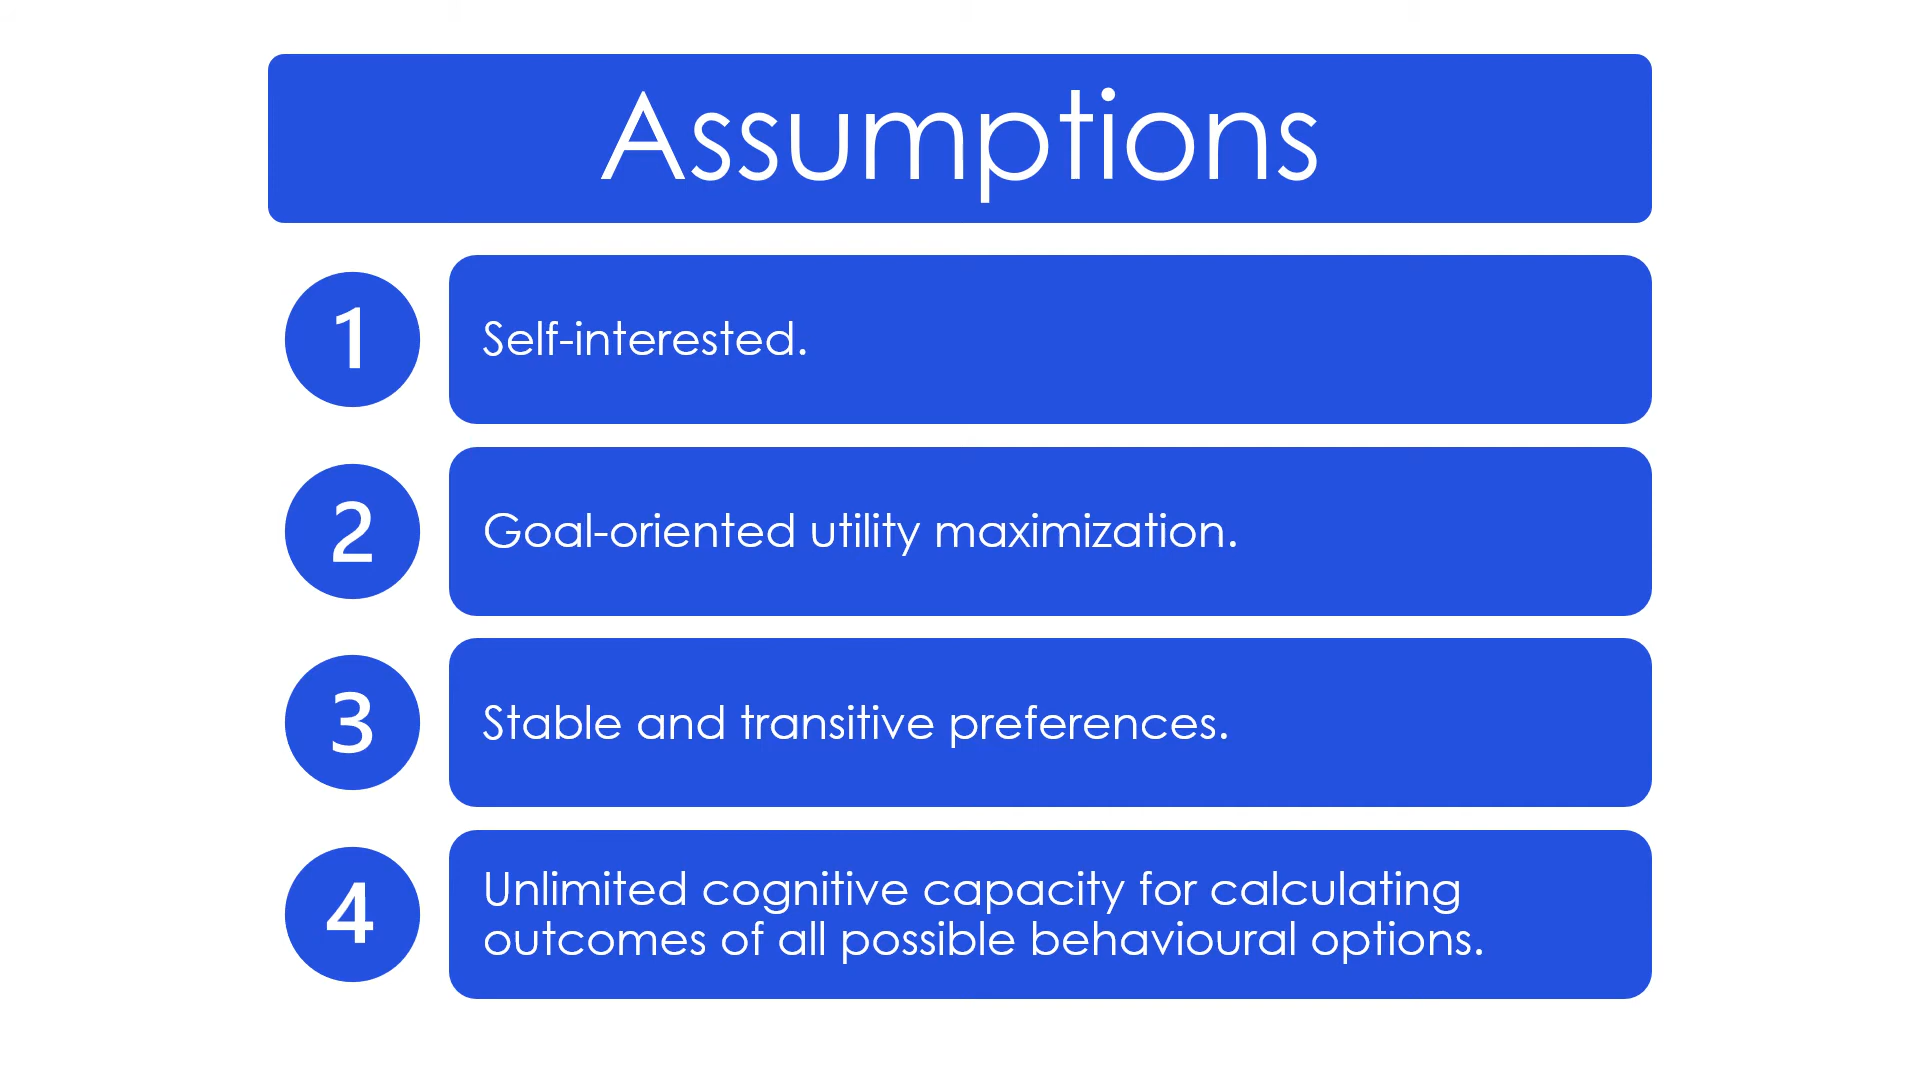 Assumptions
1
Self-interested.
2
Goal-oriented utility maximization.
3
Stable and transitive preferences.
4
Unlimited cognitive capacity for calculating
outcomes of all possible behavioural options.